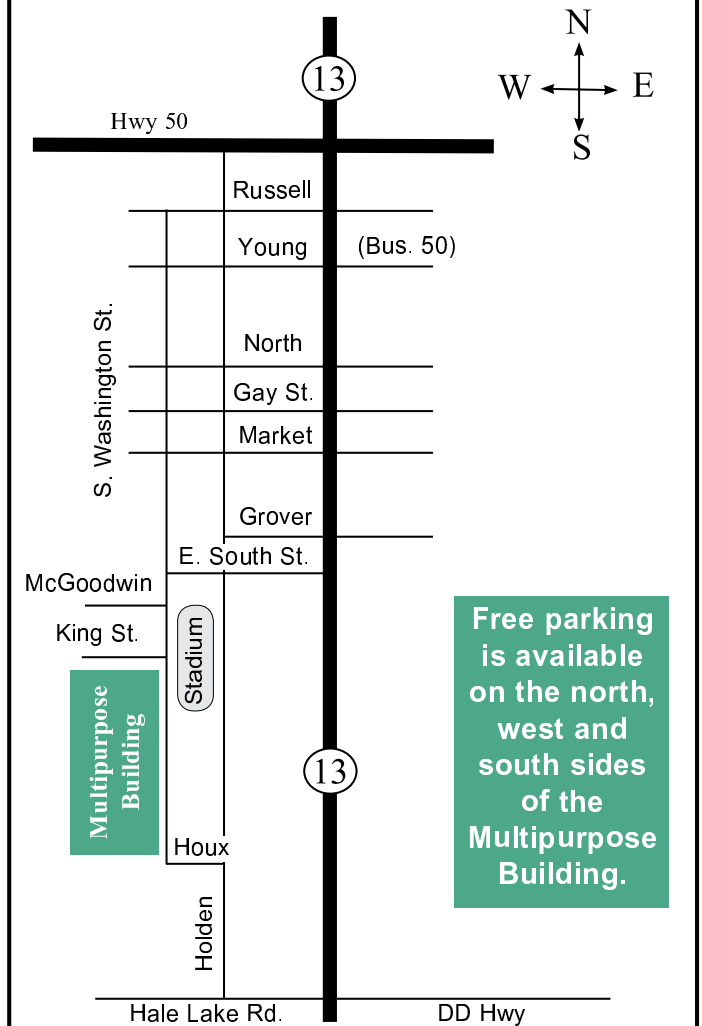 N
13
W
E
Hwy 50
S
Russell
Young
(Bus. 50)
S. Washington St.
North
Gay St.
Market
Grover
E. South St.
McGoodwin
King St.
Stadium
Free parking
is available
on the north,
west and
south sides
of the
Multipurpose
Building.
Multipurpose
Building
13
Houx
Holden
Hale Lake Rd.
DD Hwy